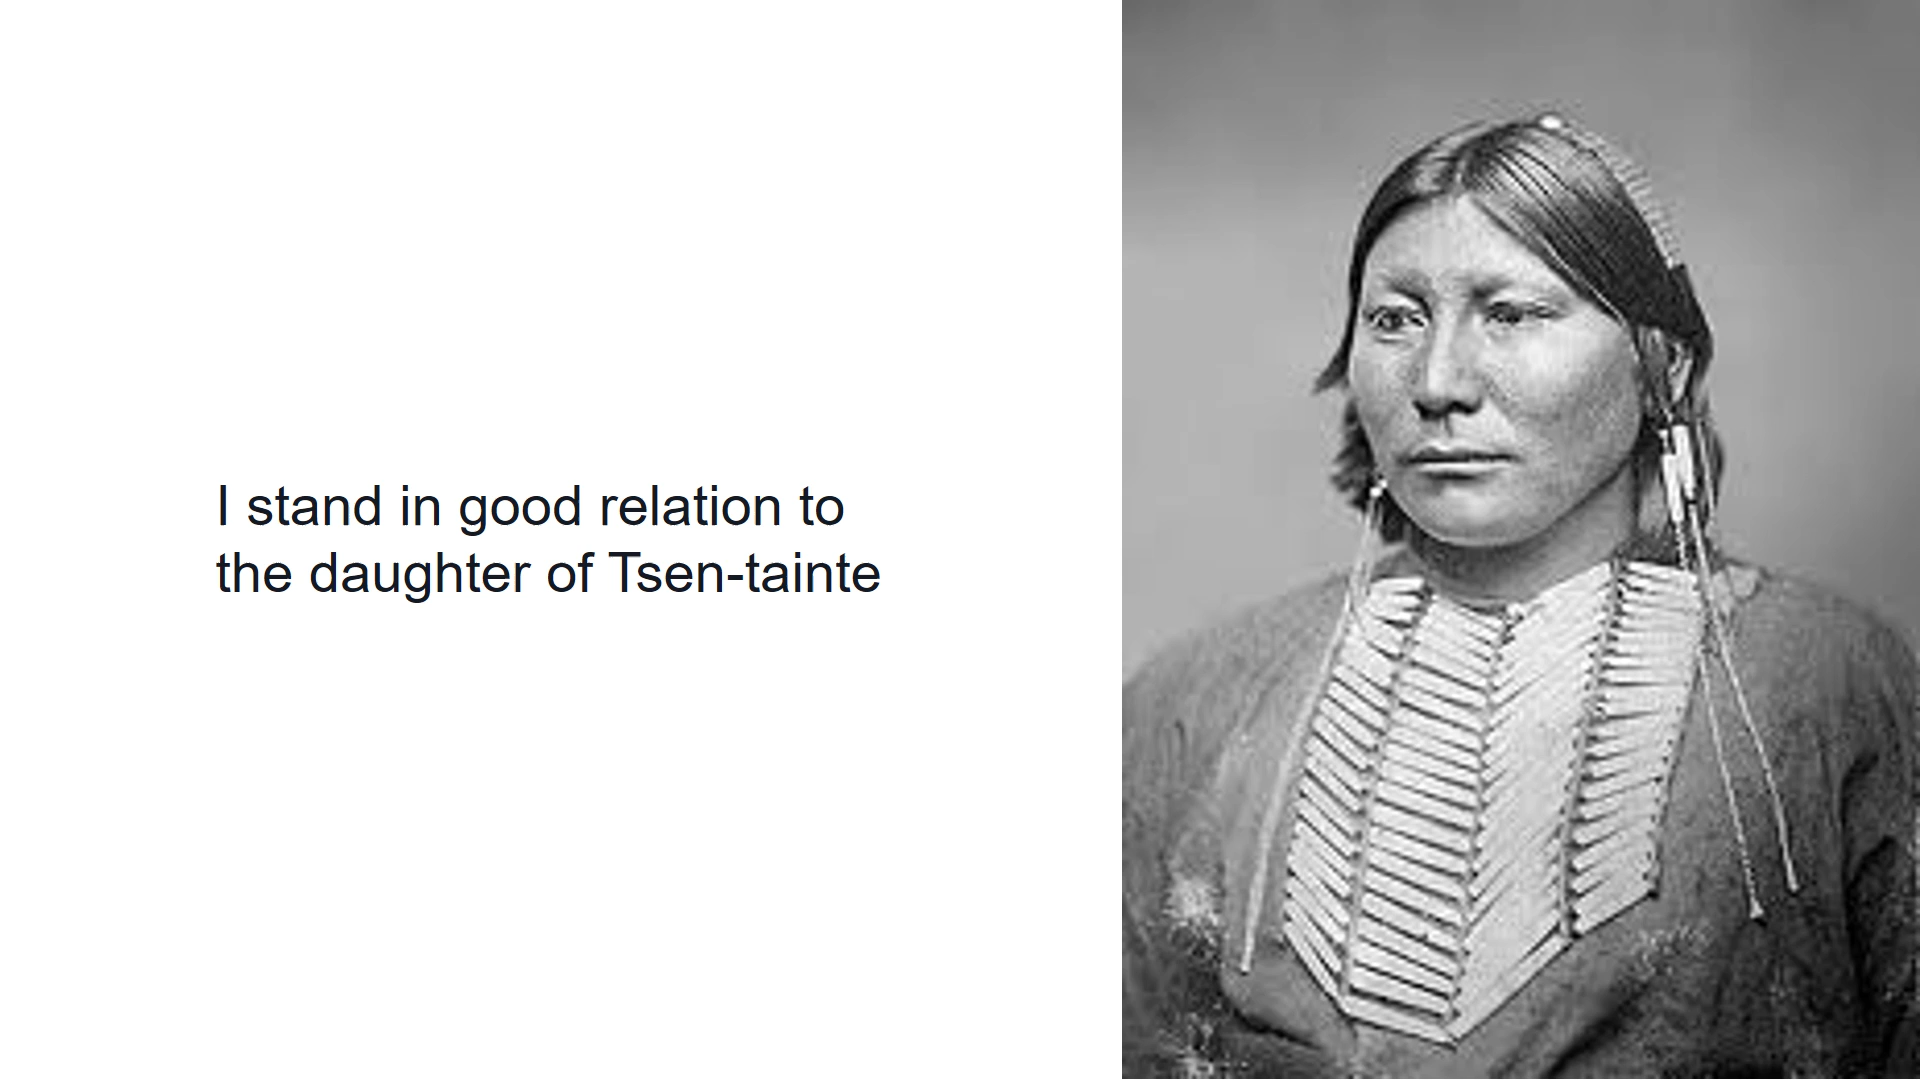 I stand in good relation to
the daughter of Tsen-tainte